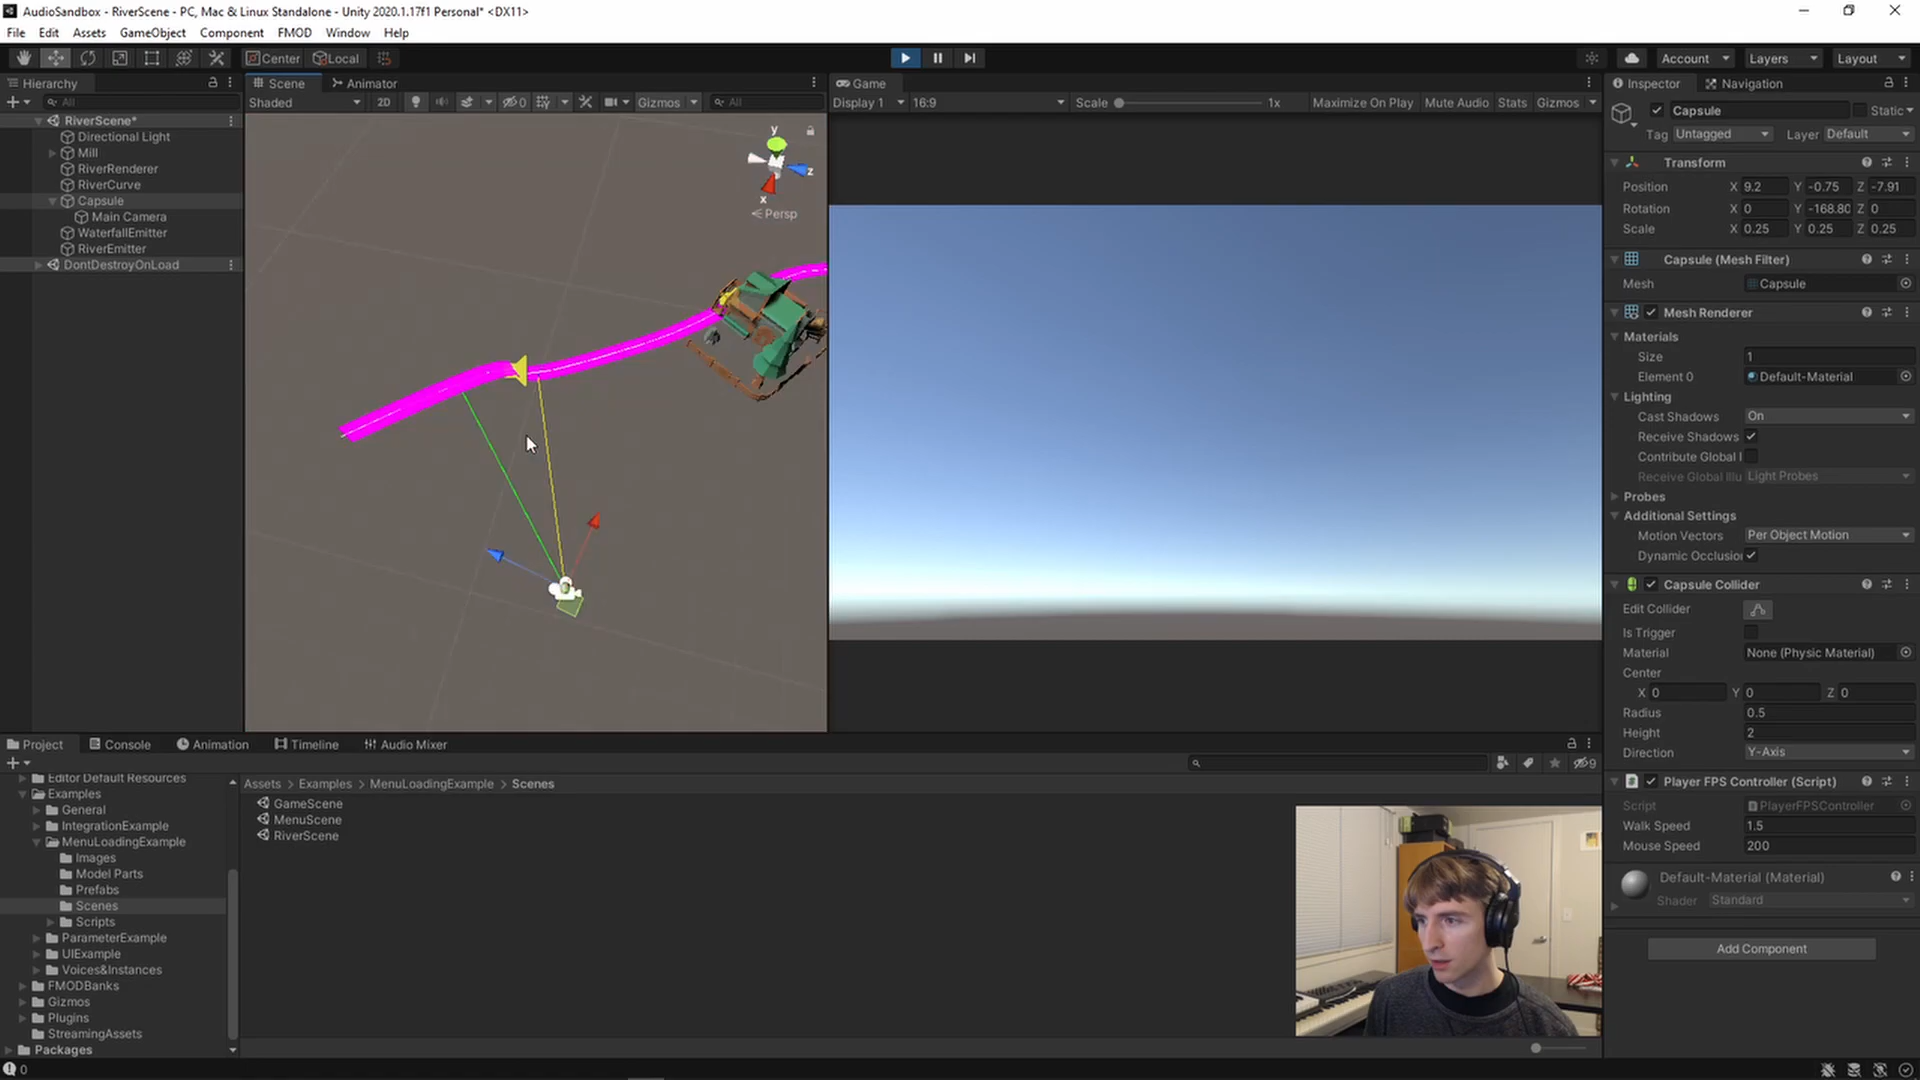 AudioSandbox - RiverScene - PC, Mac & Linux Standalone - Unity 2020.1.17f1 Personal* <DX11>
File Edit Assets GameObject Component FMOD Window Help
Center Local
Account Layers Layout
Hierarchy
All
RiverScene*
Directional Light
Mill
RiverRenderer
RiverCurve
Capsule
Main Camera
WaterfallEmitter
RiverEmitter
DontDestroyOnLoad
Scene Animator
Shaded 2D 0 Gizmos All
y
z
x
Persp
Game
Display 1 16:9 Scale 1x Maximize On Play Mute Audio Stats Gizmos
Inspector Navigation
Capsule Static
Tag Untagged Layer Default
Transform
Position X 9.2 Y -0.75 Z -7.91
Rotation X 0 Y -168.80 Z 0
Scale X 0.25 Y 0.25 Z 0.25
Capsule (Mesh Filter)
Mesh Capsule
Mesh Renderer
Materials
Size 1
Element 0 Default-Material
Lighting
Cast Shadows On
Receive Shadows
Contribute Global I
Receive Global Illu Light Probes
Probes
Additional Settings
Motion Vectors Per Object Motion
Dynamic Occlusion
Capsule Collider
Edit Collider
Is Trigger
Material None (Physic Material)
Center
X 0 Y 0 Z 0
Radius 0.5
Height 2
Direction Y-Axis
Player FPS Controller (Script)
Script PlayerFPSController
Walk Speed 1.5
Mouse Speed 200
Default-Material (Material)
Shader Standard
Add Component
Project Console Animation Timeline Audio Mixer
9
Editor Default Resources
Examples
General
IntegrationExample
MenuLoadingExample
Images
Model Parts
Prefabs
Scenes
Scripts
ParameterExample
UIExample
Voices&Instances
FMODBanks
Gizmos
Plugins
StreamingAssets
Packages
Assets > Examples > MenuLoadingExample > Scenes
GameScene
MenuScene
RiverScene
0